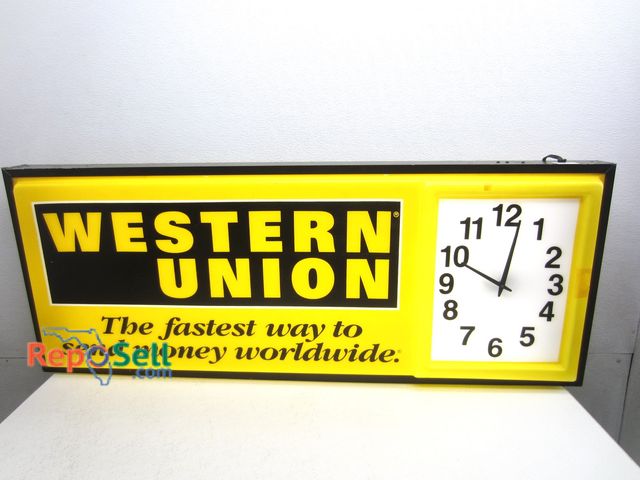 WESTERN®
UNION
The fastest way to
send money worldwide.
RepoSell
.com
12
1
2
3
4
5
6
7
8
9
10
11